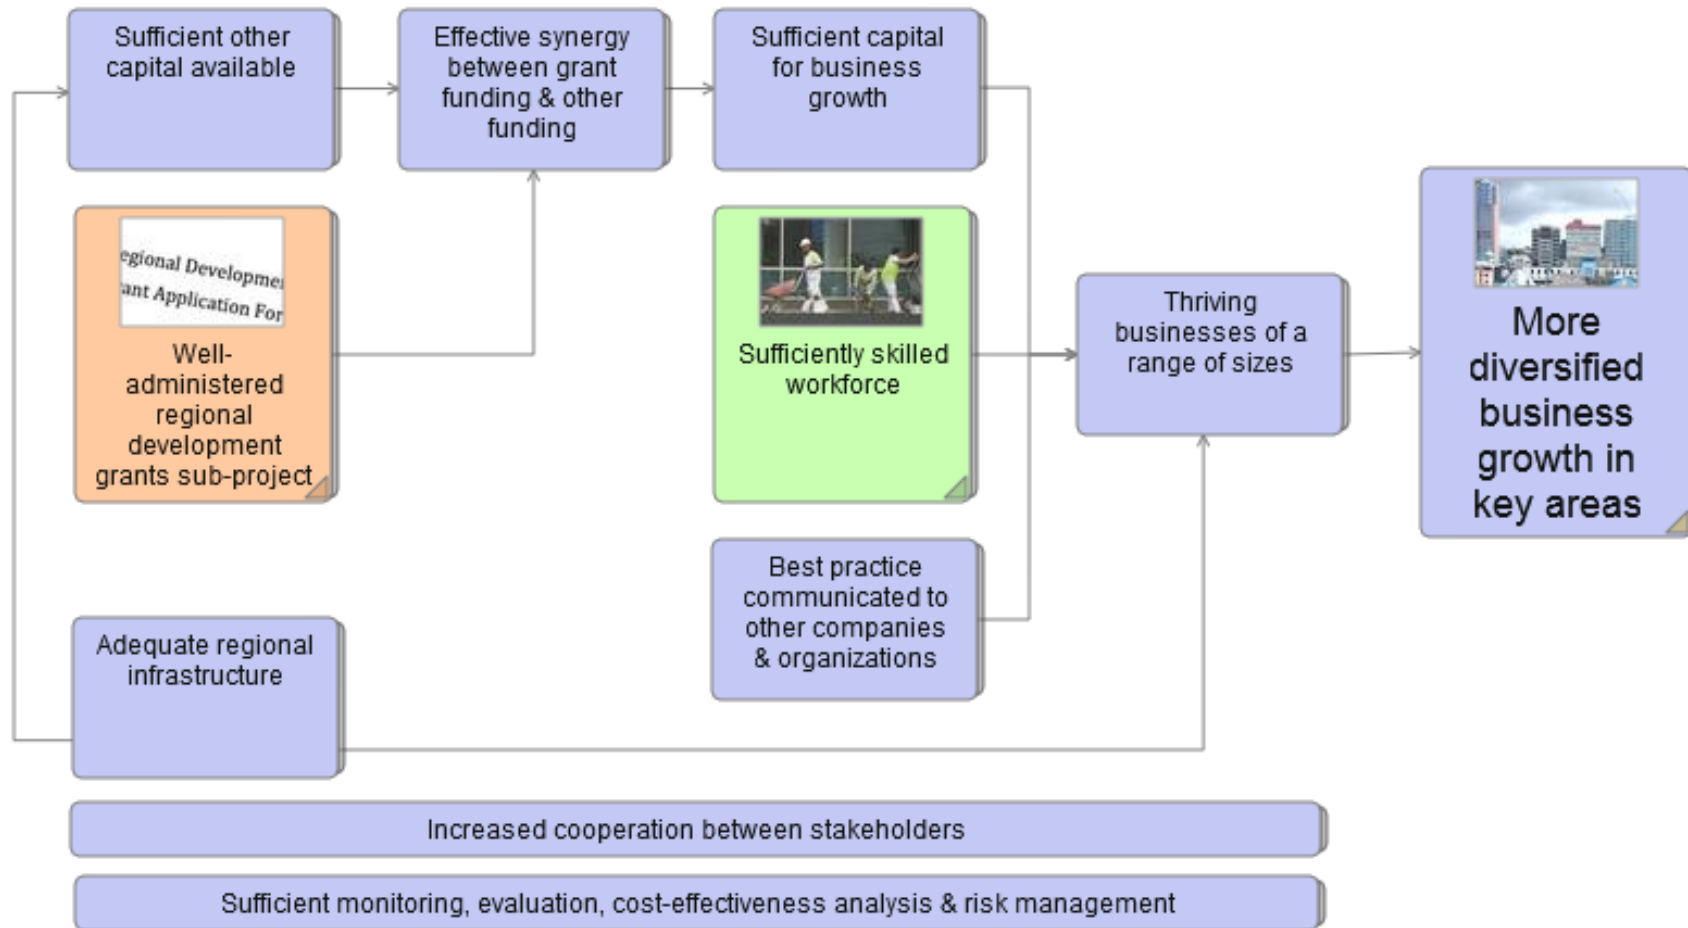 Sufficient other
capital available
Effective synergy
between grant
funding & other
funding
Sufficient capital
for business
growth
egional Developme
ant Application For
Well-
administered
regional
development
grants sub-project
Sufficiently skilled
workforce
Thriving
businesses of a
range of sizes
More
diversified
business
growth in
key areas
Best practice
communicated to
other companies
& organizations
Adequate regional
infrastructure
Increased cooperation between stakeholders
Sufficient monitoring, evaluation, cost-effectiveness analysis & risk management